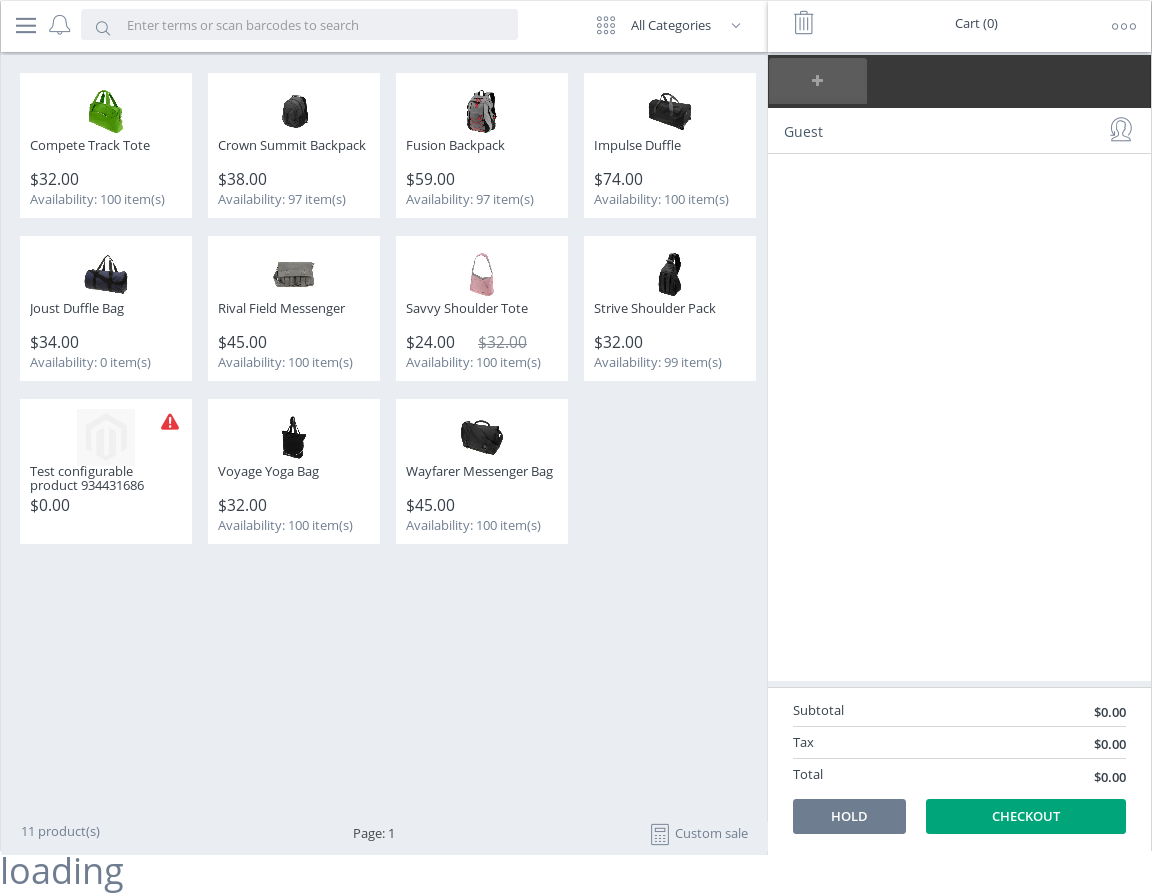 Enter terms or scan barcodes to search
All Categories
Cart (0)
Guest
Compete Track Tote
$32.00
Availability: 100 item(s)
Crown Summit Backpack
$38.00
Availability: 97 item(s)
Fusion Backpack
$59.00
Availability: 97 item(s)
Impulse Duffle
$74.00
Availability: 100 item(s)
Joust Duffle Bag
$34.00
Availability: 0 item(s)
Rival Field Messenger
$45.00
Availability: 100 item(s)
Savvy Shoulder Tote
$24.00 $32.00
Availability: 100 item(s)
Strive Shoulder Pack
$32.00
Availability: 99 item(s)
Test configurable
product 934431686
$0.00
Voyage Yoga Bag
$32.00
Availability: 100 item(s)
Wayfarer Messenger Bag
$45.00
Availability: 100 item(s)
Subtotal $0.00
Tax $0.00
Total $0.00
HOLD CHECKOUT
11 product(s)
Page: 1
Custom sale
loading